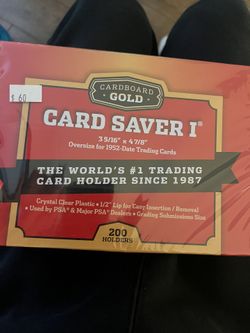 CARDBOARD
GOLD
$.60
CARD SAVER I®
3 5/16" x 4 7/8"
Oversize for 1952-Date Trading Cards
THE WORLD'S #1 TRADING
CARD HOLDER SINCE 1987
Crystal Clear Plastic • 1/2" Lip for Easy Insertion / Removal
• Used by PSA® & Major PSA® Dealers • Grading Submissions Size
200
HOLDERS